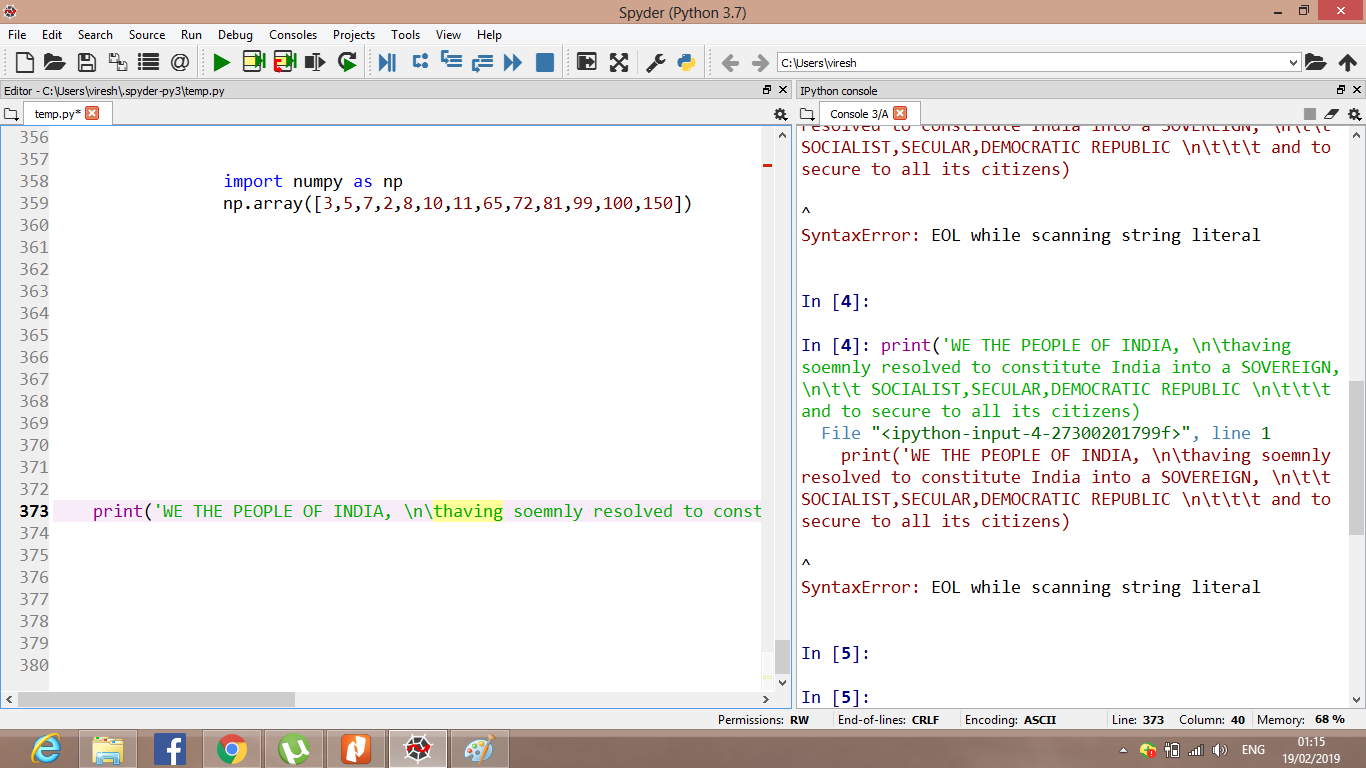 Spyder (Python 3.7)
File Edit Search Source Run Debug Consoles Projects Tools View Help
C:\Users\viresh
Editor - C:\Users\viresh\.spyder-py3\temp.py
IPython console
temp.py*
Console 3/A
356
357
358 import numpy as np
359 np.array([3,5,7,2,8,10,11,65,72,81,99,100,150])
360
361
362
363
364
365
366
367
368
369
370
371
372
373 print('WE THE PEOPLE OF INDIA, \n\thaving soemnly resolved to const
374
375
376
377
378
379
380
resolved to constitute India into a SOVEREIGN, \n\t\t
SOCIALIST,SECULAR,DEMOCRATIC REPUBLIC \n\t\t\t and to
secure to all its citizens)
^
SyntaxError: EOL while scanning string literal
In [4]:
In [4]: print('WE THE PEOPLE OF INDIA, \n\thaving
soemnly resolved to constitute India into a SOVEREIGN,
\n\t\t SOCIALIST,SECULAR,DEMOCRATIC REPUBLIC \n\t\t\t
and to secure to all its citizens)
File "<ipython-input-4-27300201799f>", line 1
print('WE THE PEOPLE OF INDIA, \n\thaving soemnly
resolved to constitute India into a SOVEREIGN, \n\t\t
SOCIALIST,SECULAR,DEMOCRATIC REPUBLIC \n\t\t\t and to
secure to all its citizens)
^
SyntaxError: EOL while scanning string literal
In [5]:
In [5]:
Permissions: RW End-of-lines: CRLF Encoding: ASCII Line: 373 Column: 40 Memory: 68 %
ENG
01:15
19/02/2019